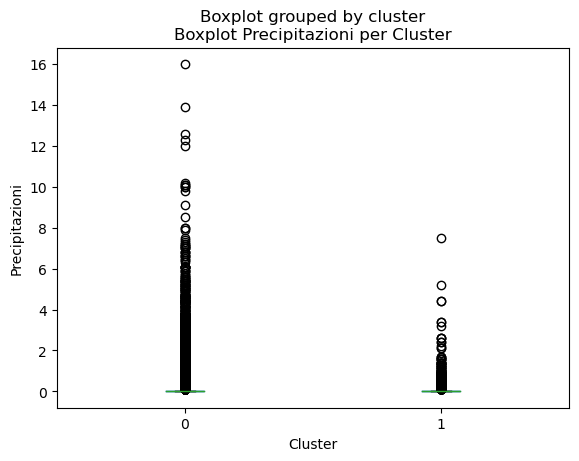 Boxplot grouped by cluster
Boxplot Precipitazioni per Cluster
16
14
12
10
8
6
4
2
0
Precipitazioni
0 1
Cluster